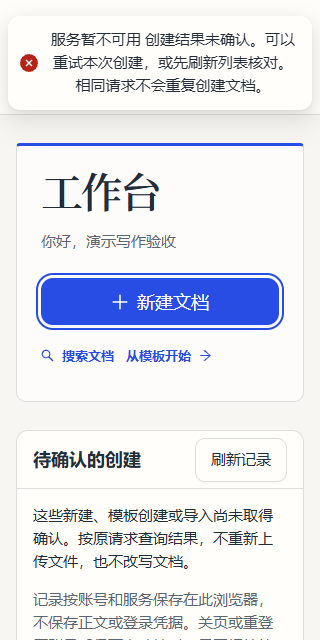 服务暂不可用 创建结果未确认。可以
重试本次创建，或先刷新列表核对。
相同请求不会重复创建文档。
工作台
你好，演示写作验收
新建文档
搜索文档 从模板开始
待确认的创建 刷新记录
这些新建、模板创建或导入尚未取得
确认。按原请求查询结果，不重新上
传文件，也不改写文档。
记录按账号和服务保存在此浏览器，
不保存正文或登录凭据。关页或重登